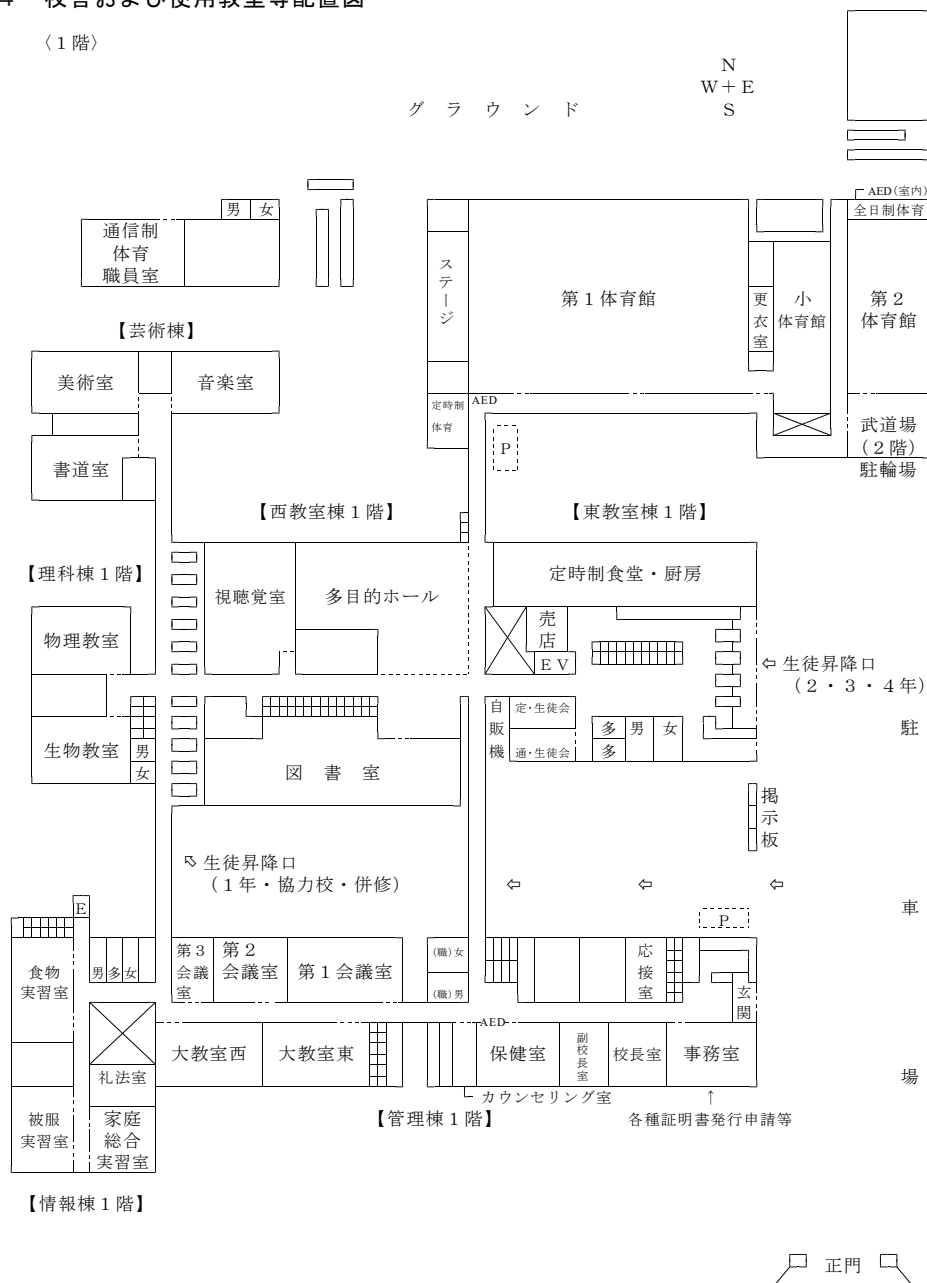 4　校舎および使用教室等配置図
〈１階〉
N
W＋E
S
グラウンド
AED(室内)
全日制体育
男 女
通信制
体育
職員室
ステージ
第１体育館
更衣室
小
体育館
第２
体育館
【芸術棟】
美術室
音楽室
定時制
体育
AED
P
武道場
(２階)
駐輪場
書道室
【西教室棟１階】
【東教室棟１階】
【理科棟１階】
視聴覚室
多目的ホール
定時制食堂・厨房
物理教室
売店
ＥＶ
⇦ 生徒昇降口
（２・３・４年）
自販機
定・生徒会
通・生徒会
多
多
男
女
駐
生物教室
男
女
図書室
掲示板
生徒昇降口
（１年・協力校・併修）
⇦ ⇦ ⇦
車
P
E
食物
実習室
男 多 女
第３
会議
室
第２
会議室
第１会議室
(職)女
(職)男
応接室
玄関
AED
大教室西
大教室東
保健室
副校長室
校長室
事務室
礼法室
場
カウンセリング室
↑
各種証明書発行申請等
【管理棟１階】
被服
実習室
家庭
総合
実習室
【情報棟１階】
正門